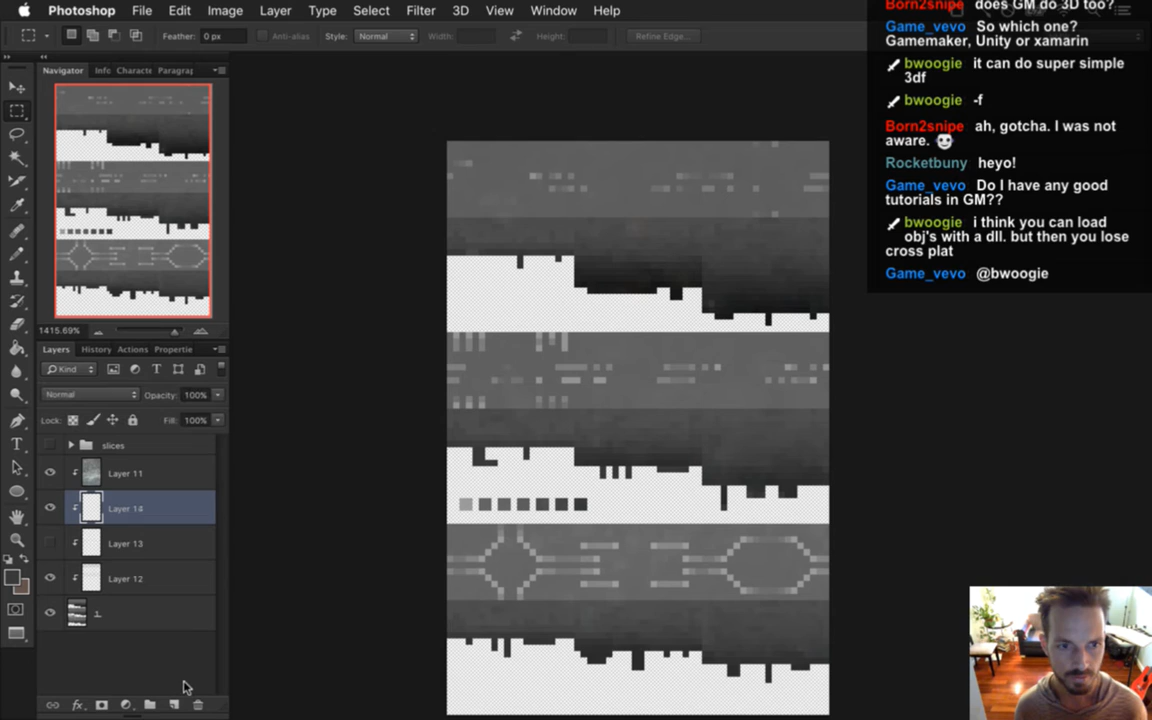 Photoshop File Edit Image Layer Type Select Filter 3D View Window Help
Feather: 0 px Anti-alias Style: Normal Width: Height: Refine Edge...
Navigator Info Charact Paragra
1415.69%
Layers History Actions Propertie
Kind
Normal Opacity: 100%
Lock: Fill: 100%
slices
Layer 11
Layer 14
Layer 13
Layer 12
fx
Born2snipe does GM do 3D too?
Game_vevo So which one?
Gamemaker, Unity or xamarin
bwoogie it can do super simple
3df
bwoogie -f
Born2snipe ah, gotcha. I was not
aware.
Rocketbuny heyo!
Game_vevo Do I have any good
tutorials in GM??
bwoogie i think you can load
obj's with a dll. but then you lose
cross plat
Game_vevo @bwoogie